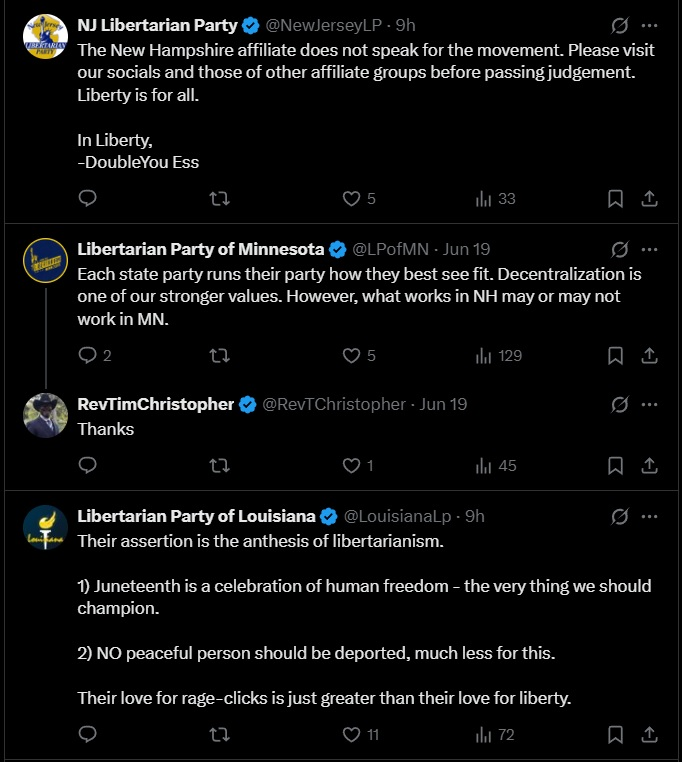 NJ Libertarian Party @NewJerseyLP · 9h
The New Hampshire affiliate does not speak for the movement. Please visit
our socials and those of other affiliate groups before passing judgement.
Liberty is for all.
In Liberty,
-DoubleYou Ess
5 33
Libertarian Party of Minnesota @LPofMN · Jun 19
Each state party runs their party how they best see fit. Decentralization is
one of our stronger values. However, what works in NH may or may not
work in MN.
2 5 129
RevTimChristopher @RevTChristopher · Jun 19
Thanks
1 45
Libertarian Party of Louisiana @LouisianaLp · 9h
Their assertion is the anthesis of libertarianism.
1) Juneteenth is a celebration of human freedom - the very thing we should
champion.
2) NO peaceful person should be deported, much less for this.
Their love for rage-clicks is just greater than their love for liberty.
11 72